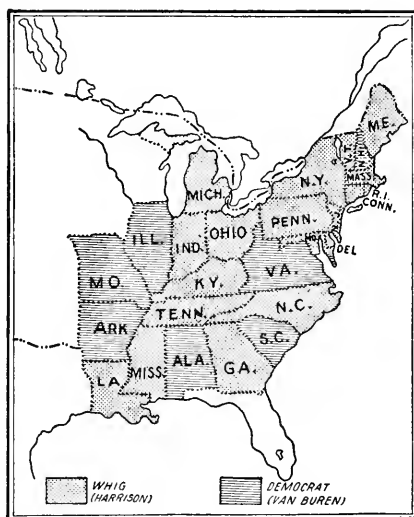 M.E.
V.T.
N.H.
MASS.
R.I.
CONN.
N.Y.
MICH.
PENN.
OHIO
IND.
ILL.
DEL
VA.
KY.
MO.
N.C.
TENN.
ARK
S.C.
MISS.
ALA.
GA.
LA.
WHIG
(HARRISON)
DEMOCRAT
(VAN BUREN)